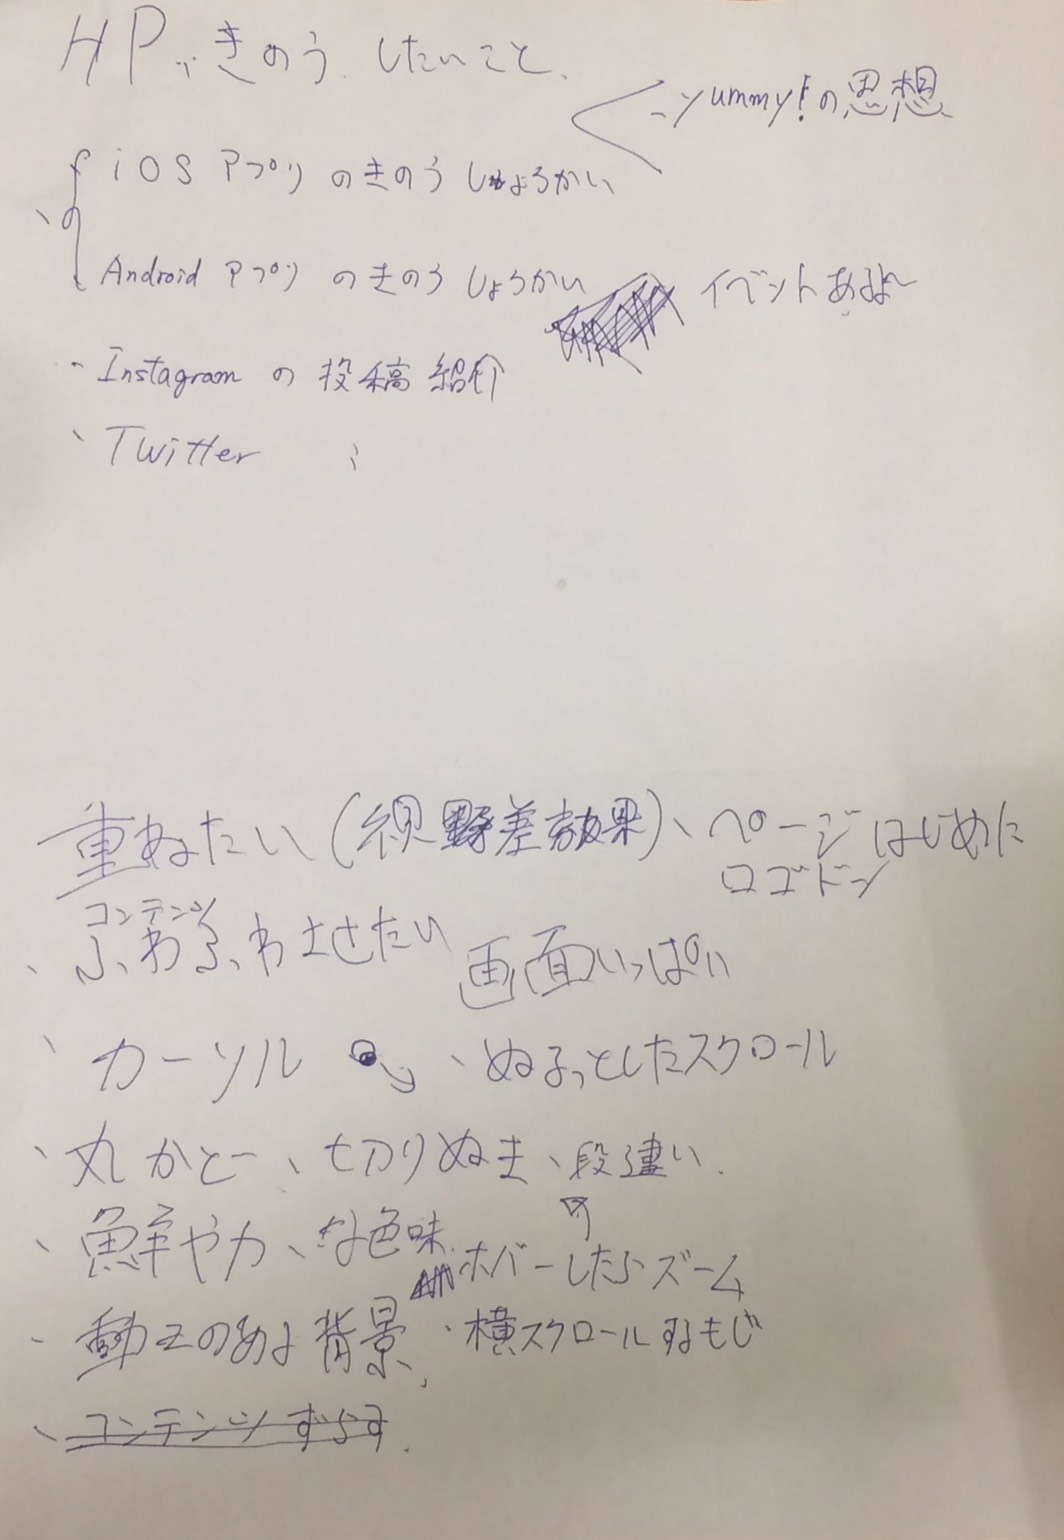 HP、きのう、したいこと、
- yummy!の思想
iOS アプリ のきのう しょうかい
Android アプリ のきのう しょうかい
イベントあるよ〜
・Instagram の 投稿 紹介
・Twitter 〃
重ねたい(視野差効果)、ページはじめた
ロゴドン
コンテンツ
、ふわふわさせたい
画面いっぱい
、カーソル 、ぬるっとしたスクロール
、丸かど、切りぬき、段違い
、鮮やか、な色味
ホバーしたらズーム
・動きのある背景、・横スクロールするもじ
、コンテンツずらす.